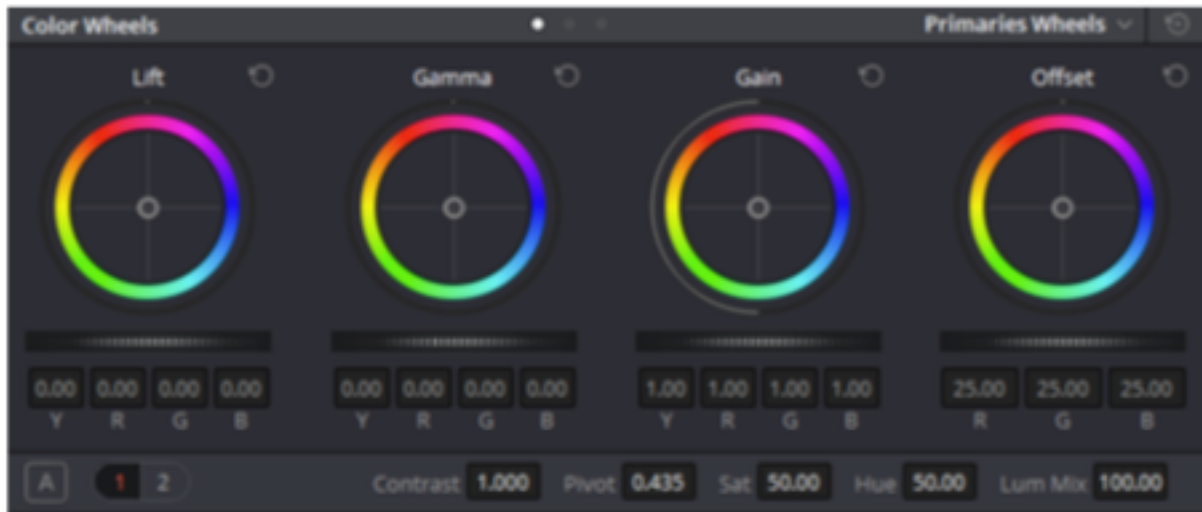 Color Wheels Primaries Wheels
Lift Gamma Gain Offset
0.00 0.00 0.00 0.00 0.00 0.00 0.00 0.00 1.00 1.00 1.00 1.00 25.00 25.00 25.00
Y R G B Y R G B Y R G B R G B
A 1 2 Contrast 1.000 Pivot 0.435 Sat 50.00 Hue 50.00 Lum Mix 100.00